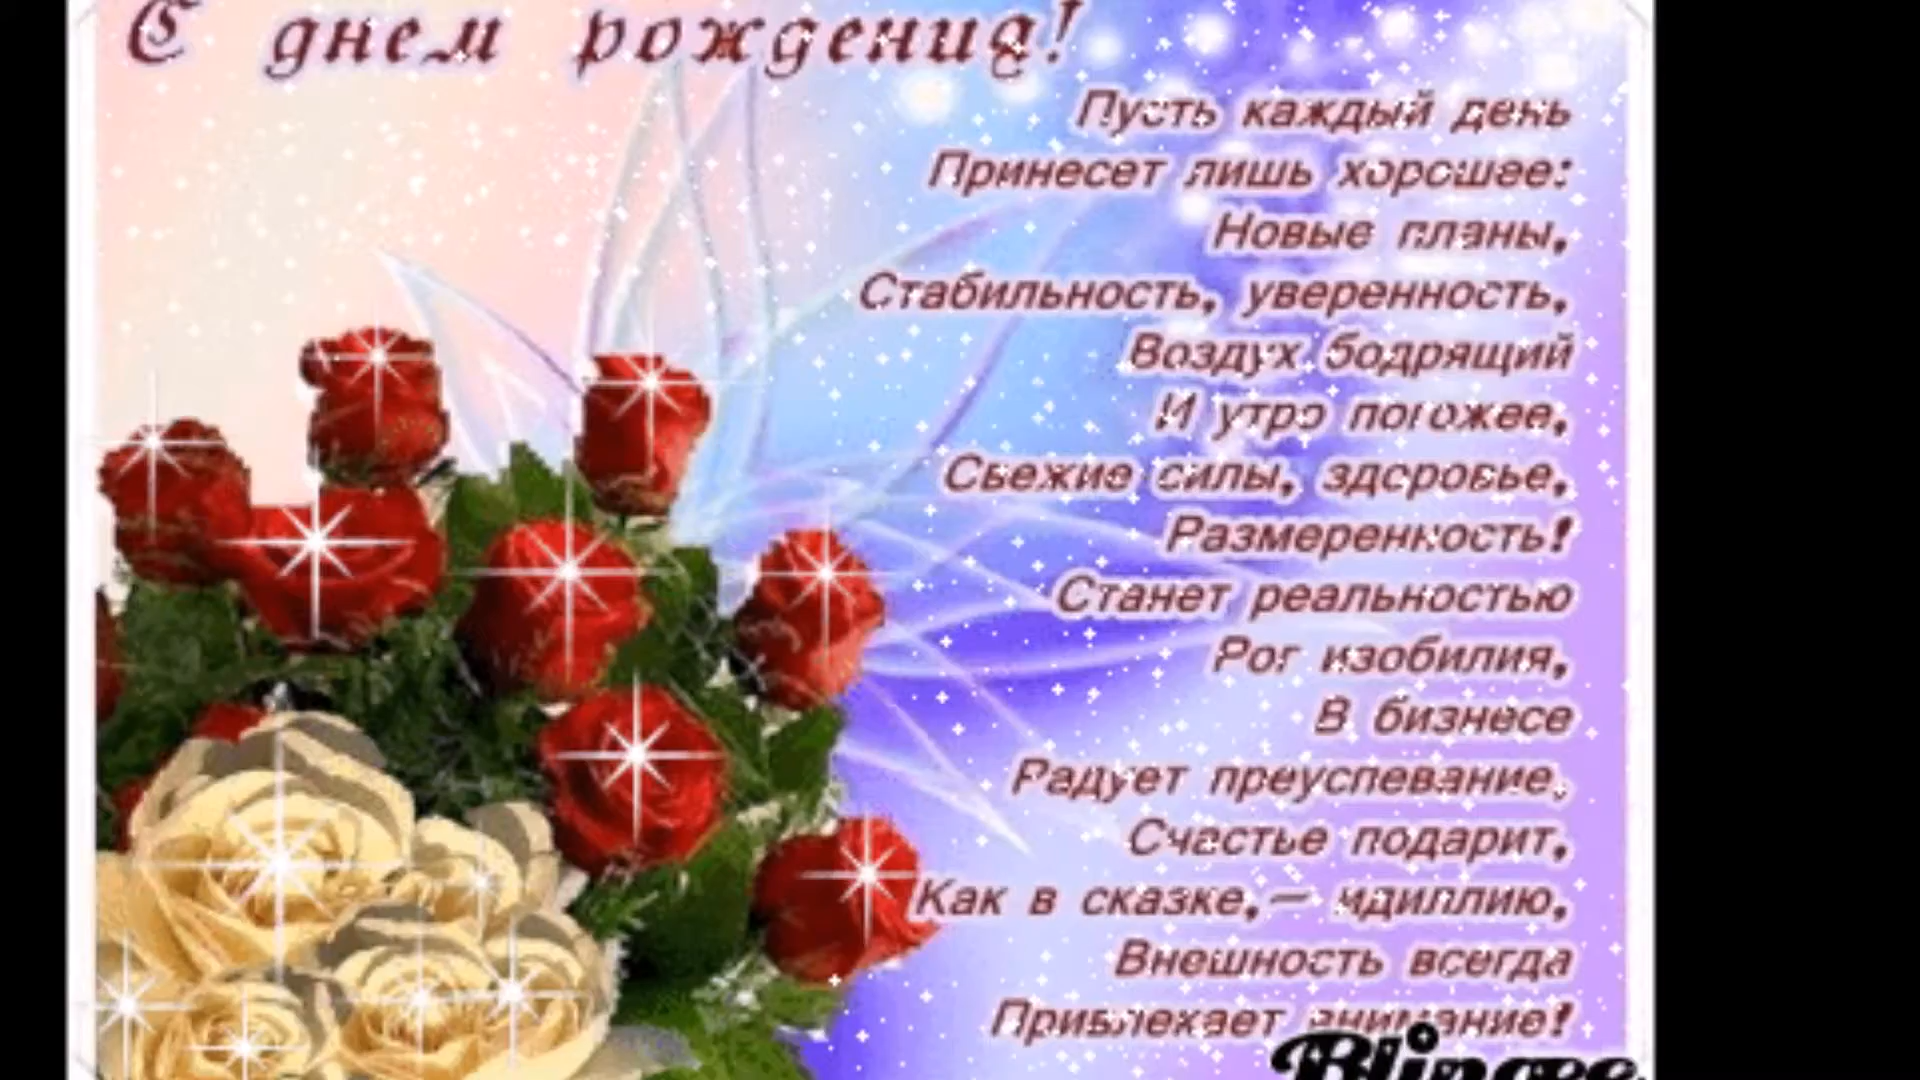 С днем рождения!
Пусть каждый день
Принесет лишь хорошее:
Новые планы,
Стабильность, уверенность,
Воздух бодрящий
И утро погожее,
Свежие силы, здоровье,
Размеренность!
Станет реальностью
Рог изобилия,
В бизнесе
Радует преуспевание,
Счастье подарит,
Как в сказке,— идиллию,
Внешность всегда
Привлекает внимание!
Blingee